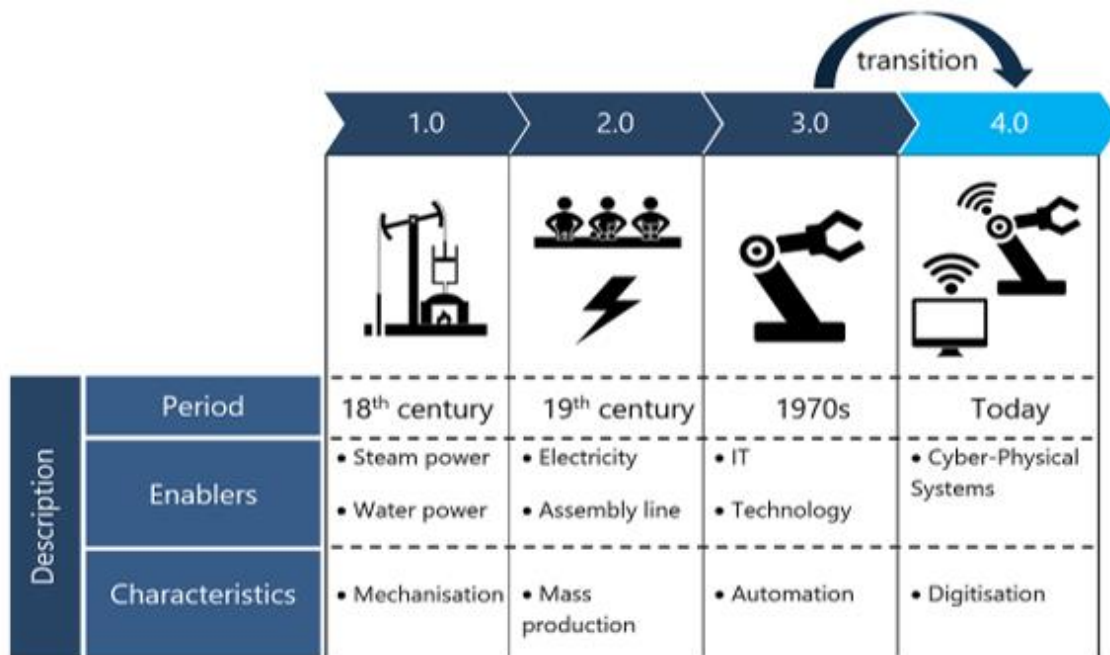 transition
1.0 2.0 3.0 4.0
Description
Period 18th century 19th century 1970s Today
Enablers
• Steam power • Electricity • IT • Cyber-Physical
Systems
• Water power • Assembly line • Technology
Characteristics • Mechanisation • Mass • Automation • Digitisation
production